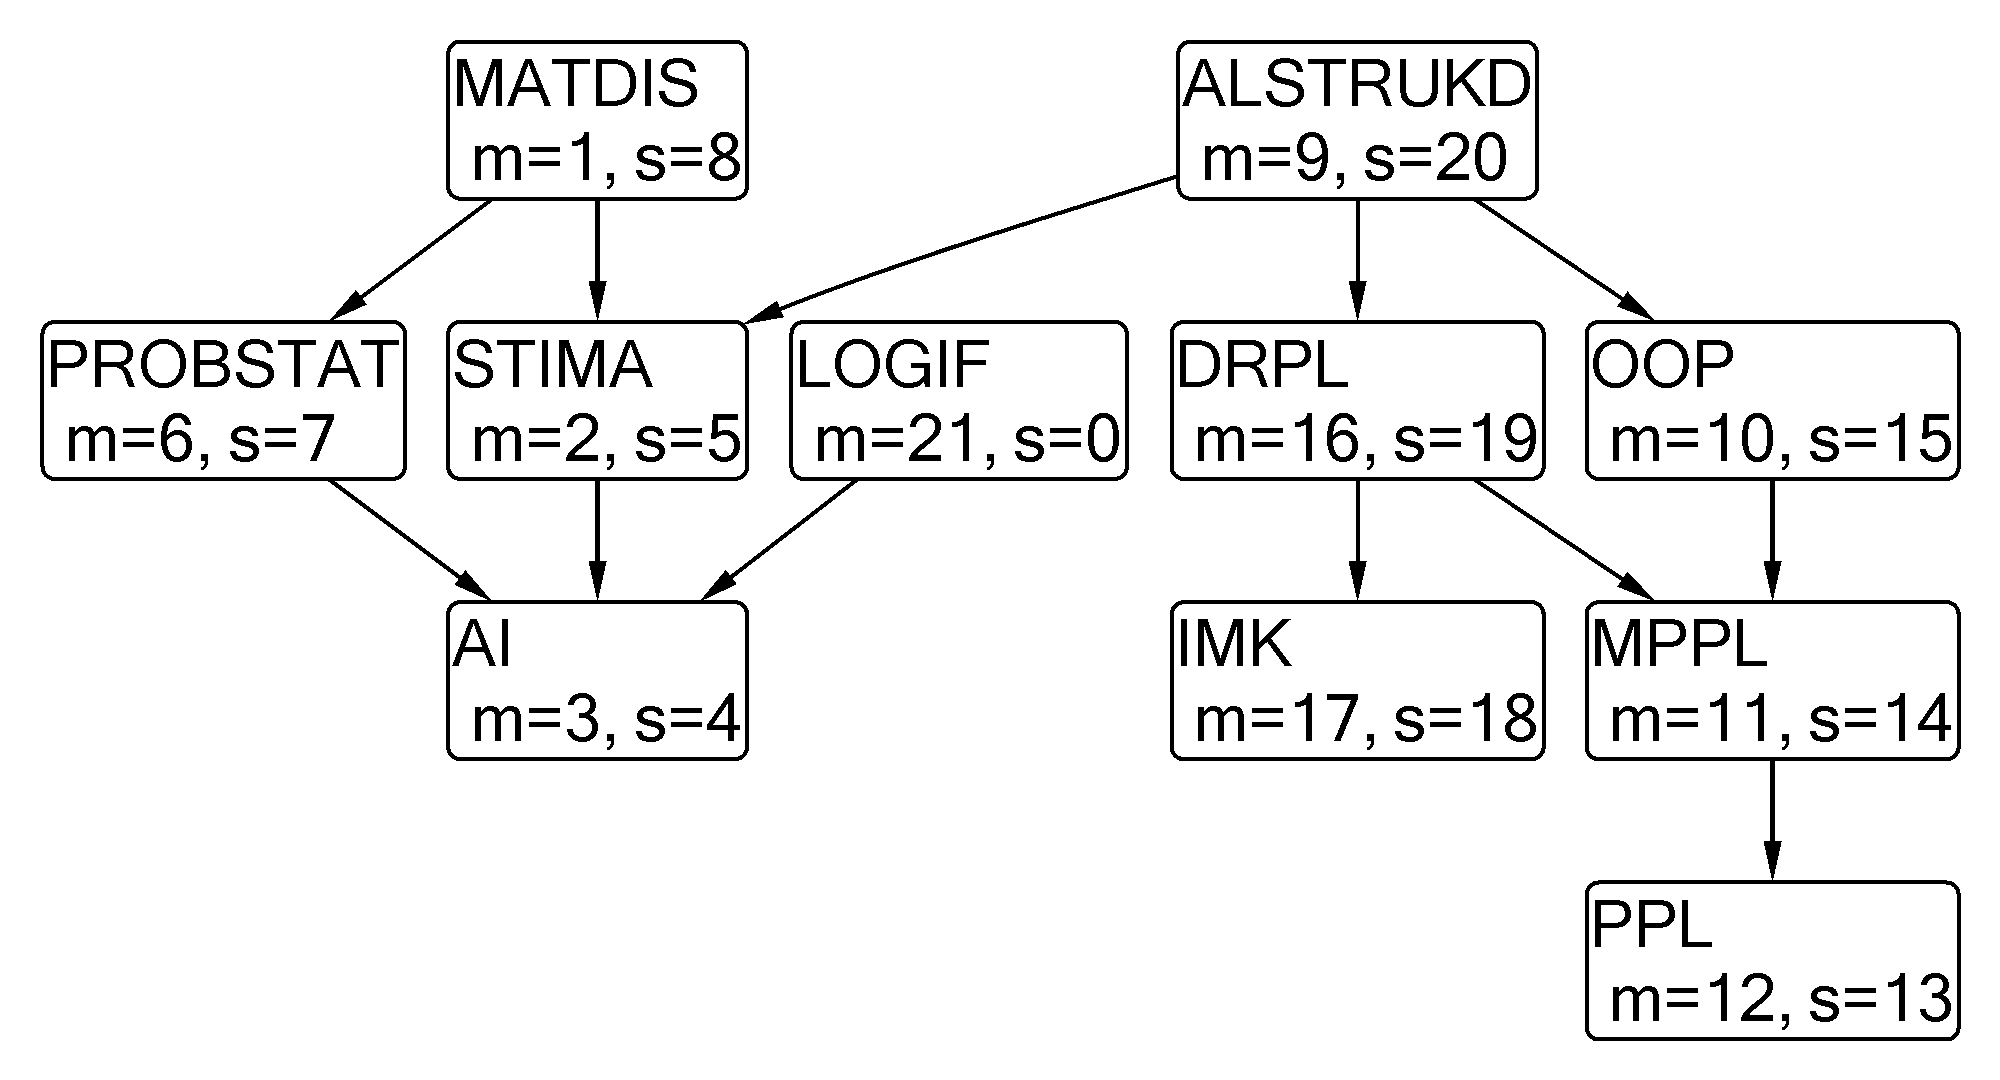 MATDIS
m=1, s=8
ALSTRUKD
m=9, s=20
PROBSTAT
m=6, s=7
STIMA
m=2, s=5
LOGIF
m=21, s=0
DRPL
m=16, s=19
OOP
m=10, s=15
AI
m=3, s=4
IMK
m=17, s=18
MPPL
m=11, s=14
PPL
m=12, s=13